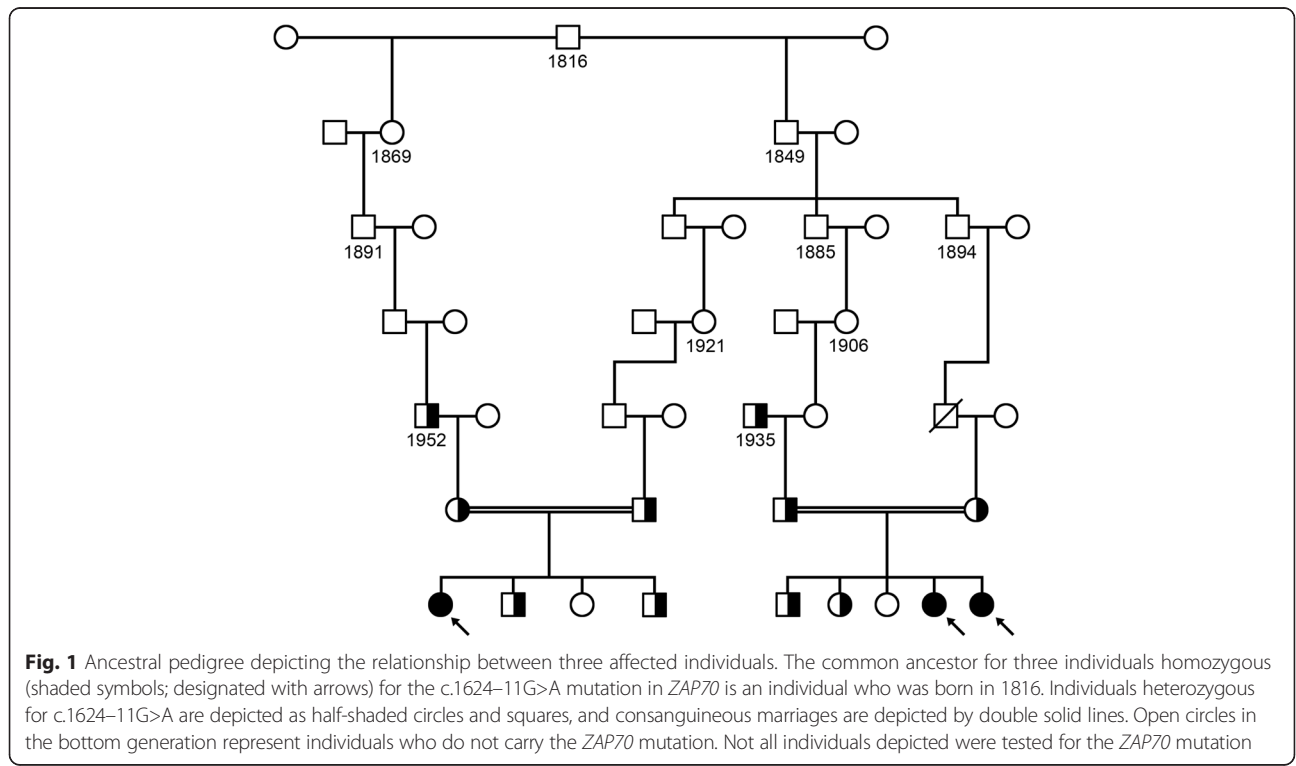 1816
1869
1849
1891
1885
1894
1921
1906
1952
1935
Fig. 1 Ancestral pedigree depicting the relationship between three affected individuals. The common ancestor for three individuals homozygous
(shaded symbols; designated with arrows) for the c.1624–11G>A mutation in ZAP70 is an individual who was born in 1816. Individuals heterozygous
for c.1624–11G>A are depicted as half-shaded circles and squares, and consanguineous marriages are depicted by double solid lines. Open circles in
the bottom generation represent individuals who do not carry the ZAP70 mutation. Not all individuals depicted were tested for the ZAP70 mutation